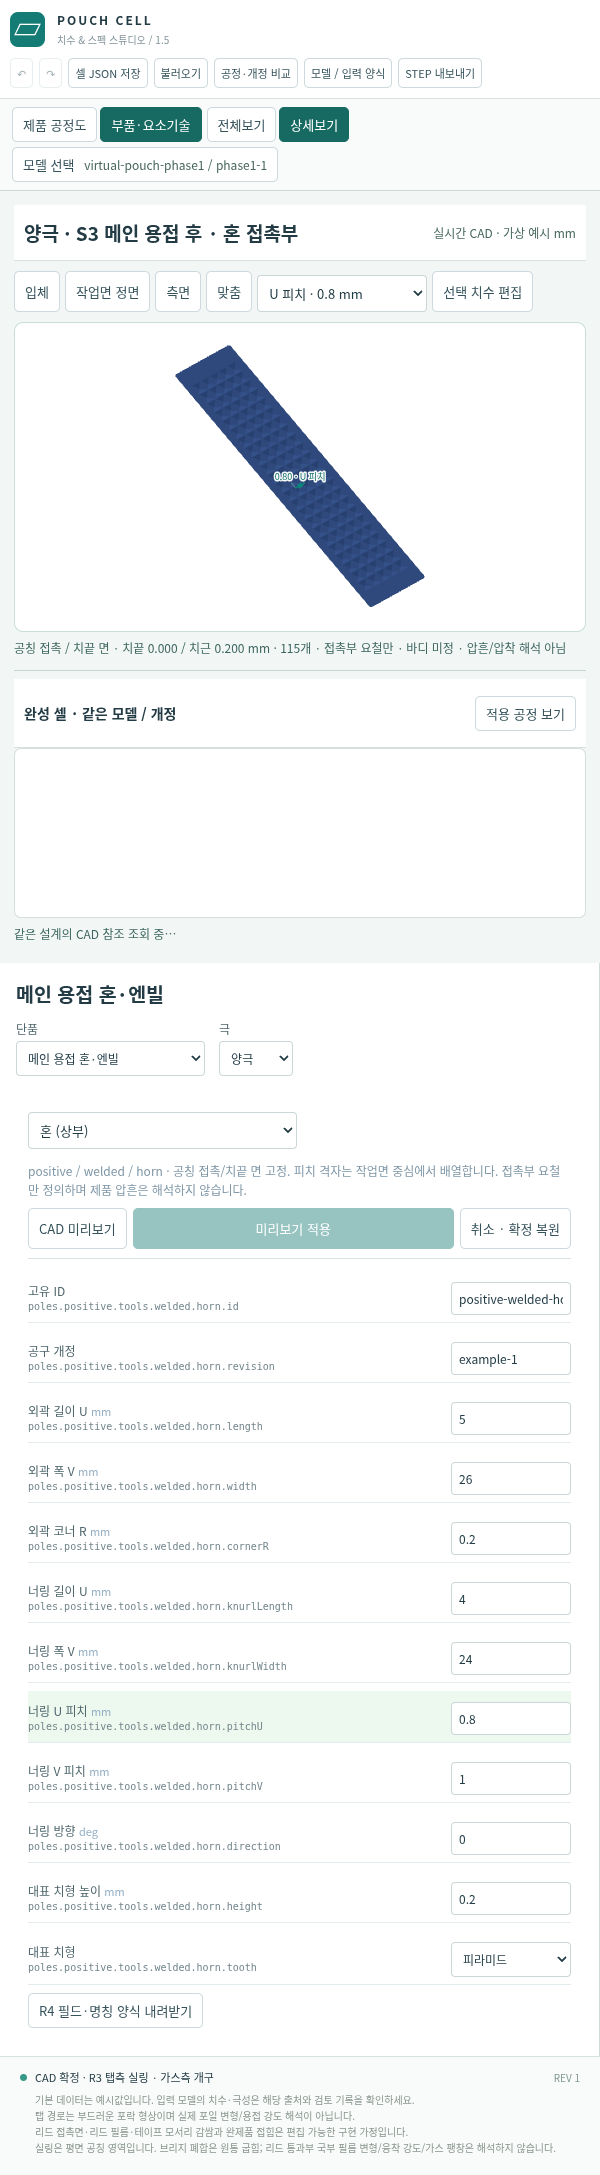 POUCH CELL
치수 & 스펙 스튜디오 / 1.5
↶ ↷ 셀 JSON 저장 불러오기 공정·개정 비교 모델 / 입력 양식 STEP 내보내기
제품 공정도 부품·요소기술 전체보기 상세보기
모델 선택 virtual-pouch-phase1 / phase1-1
양극 · S3 메인 용접 후 · 혼 접촉부 실시간 CAD · 가상 예시 mm
입체 작업면 정면 측면 맞춤 U 피치 · 0.8 mm 선택 치수 편집
0.80 · U 피치
공칭 접촉 / 치끝 면 · 치끝 0.000 / 치근 0.200 mm · 115개 · 접촉부 요철만 · 바디 미정 · 압흔/압착 해석 아님
완성 셀 · 같은 모델 / 개정 적용 공정 보기
같은 설계의 CAD 참조 조회 중…
메인 용접 혼·엔빌
단품 극
메인 용접 혼·엔빌 양극
혼 (상부)
positive / welded / horn · 공칭 접촉/치끝 면 고정. 피치 격자는 작업면 중심에서 배열합니다. 접촉부 요철
만 정의하며 제품 압흔은 해석하지 않습니다.
CAD 미리보기 미리보기 적용 취소 · 확정 복원
고유 ID positive-welded-ho
poles.positive.tools.welded.horn.id
공구 개정 example-1
poles.positive.tools.welded.horn.revision
외곽 길이 U mm 5
poles.positive.tools.welded.horn.length
외곽 폭 V mm 26
poles.positive.tools.welded.horn.width
외곽 코너 R mm 0.2
poles.positive.tools.welded.horn.cornerR
너링 길이 U mm 4
poles.positive.tools.welded.horn.knurlLength
너링 폭 V mm 24
poles.positive.tools.welded.horn.knurlWidth
너링 U 피치 mm 0.8
poles.positive.tools.welded.horn.pitchU
너링 V 피치 mm 1
poles.positive.tools.welded.horn.pitchV
너링 방향 deg 0
poles.positive.tools.welded.horn.direction
대표 치형 높이 mm 0.2
poles.positive.tools.welded.horn.height
대표 치형 피라미드
poles.positive.tools.welded.horn.tooth
R4 필드·명칭 양식 내려받기
CAD 확정 · R3 탭측 실링 · 가스측 개구 REV 1
기본 데이터는 예시값입니다. 입력 모델의 치수·극성은 해당 출처와 검토 기록을 확인하세요.
탭 경로는 부드러운 포락 형상이며 실제 포일 변형/용접 강도 해석이 아닙니다.
리드 접촉면·리드 필름·테이프 모서리 감쌈과 완제품 접힘은 편집 가능한 구현 가정입니다.
실링은 평면 공칭 영역입니다. 브리지 폐합은 원통 굽힘; 리드 통과부 국부 필름 변형/융착 강도/가스 팽창은 해석하지 않습니다.